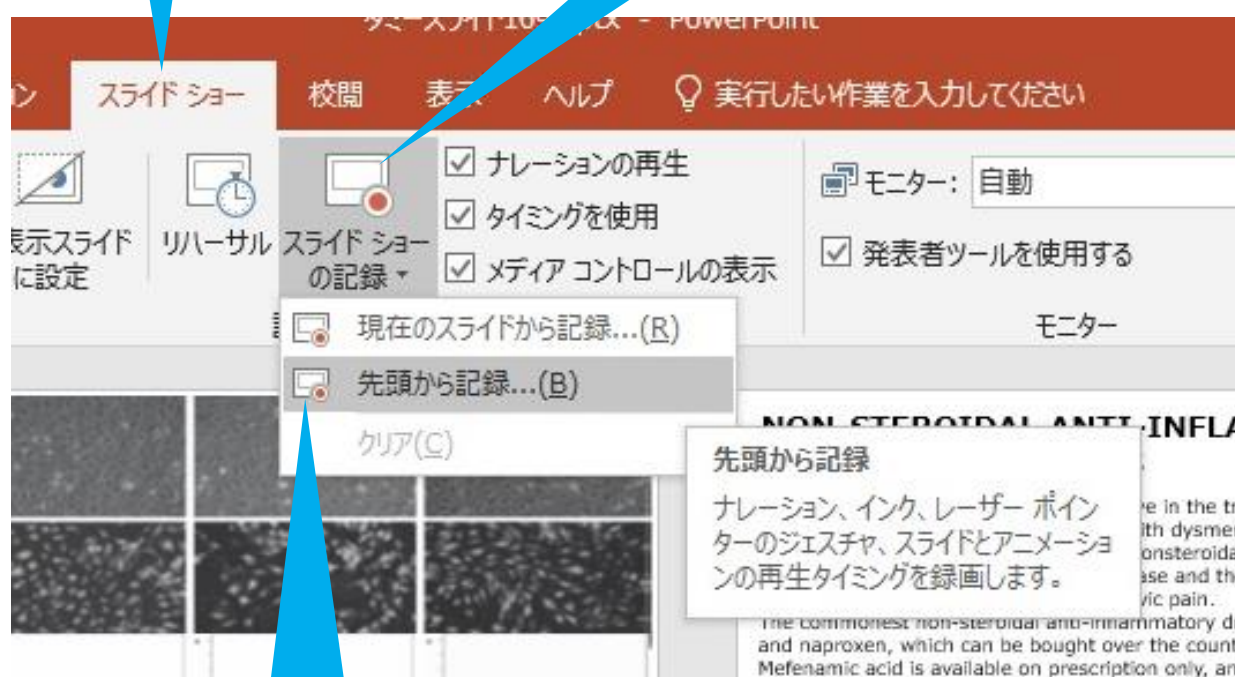 PowerPoint
スライド ショー 校閲 表示 ヘルプ 実行したい作業を入力してください
表示スライド
に設定
リハーサル
スライド ショー
の記録
ナレーションの再生
タイミングを使用
メディア コントロールの表示
モニター: 自動
発表者ツールを使用する
モニター
現在のスライドから記録...(R)
先頭から記録...(B)
クリア(C)
先頭から記録
ナレーション、インク、レーザー ポイン
ターのジェスチャ、スライドとアニメーショ
ンの再生タイミングを録画します。
NON-STEROIDAL ANTI-INFLA
in the
and the
pain.
The commonest non-steroidal anti-inflammatory
and naproxen, which can be bought over the
Mefenamic acid is available on prescription only,